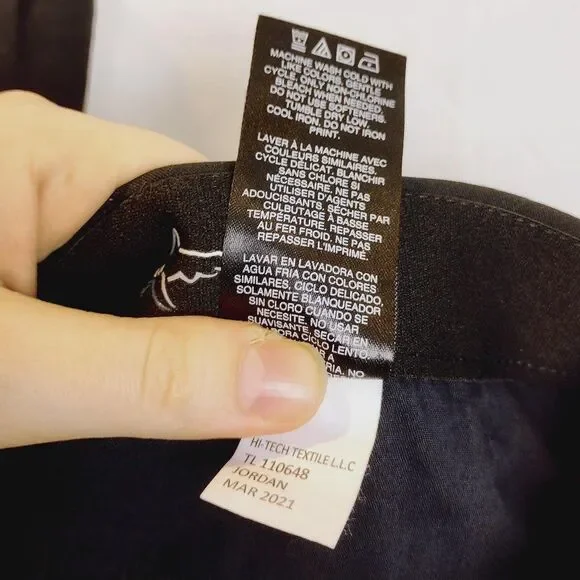 MACHINE WASH COLD WITH
LIKE COLORS. GENTLE
CYCLE. ONLY NON-CHLORINE
BLEACH WHEN NEEDED.
DO NOT USE SOFTENERS.
TUMBLE DRY LOW.
COOL IRON. DO NOT IRON
PRINT.
LAVER À LA MACHINE AVEC
COULEURS SIMILAIRES.
CYCLE DÉLICAT. BLANCHIR
SANS CHLORE SI
NÉCESSAIRE. NE PAS
UTILISER D'AGENTS
ADOUCISSANTS. SÉCHER PAR
CULBUTAGE À BASSE
TEMPÉRATURE. REPASSER
AU FER FROID. NE PAS
REPASSER L'IMPRIMÉ.
LAVAR EN LAVADORA CON
AGUA FRIA CON COLORES
SIMILARES. CICLO DELICADO.
SOLAMENTE BLANQUEADOR
SIN CLORO CUANDO SE
NECESITE. NO USAR
SUAVISANTE. SECAR EN
CICLO LENTO
A
NO
HI-TECH TEXTILE L.L.C
TL 110648
JORDAN
MAR 2021